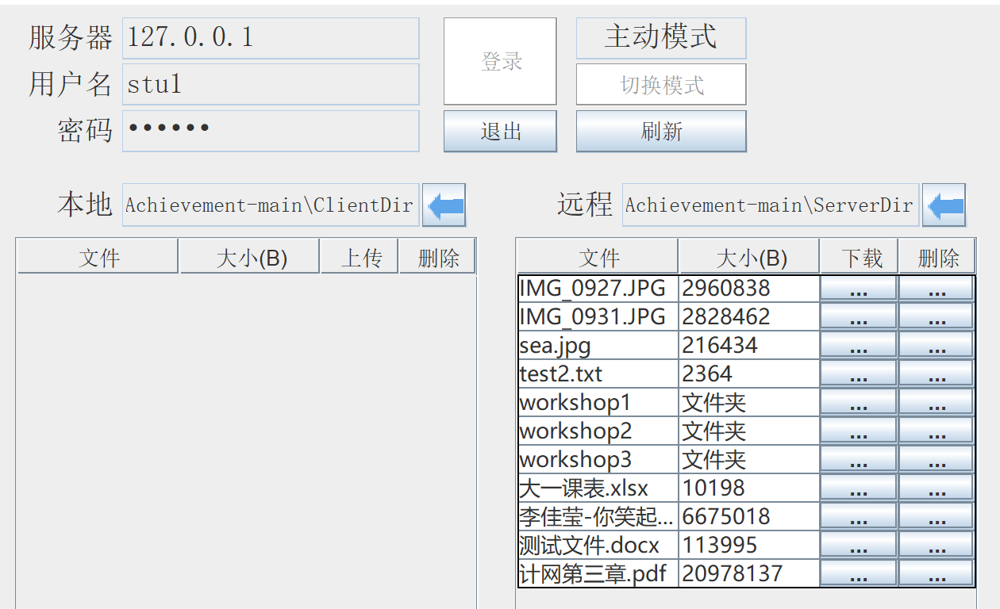 服务器 127.0.0.1 登录 主动模式
用户名 stu1 切换模式
密码 •••••• 退出 刷新
本地 Achievement-main\ClientDir 远程 Achievement-main\ServerDir
文件 大小(B) 上传 删除
文件 大小(B) 下载 删除
IMG_0927.JPG 2960838 ... ...
IMG_0931.JPG 2828462 ... ...
sea.jpg 216434 ... ...
test2.txt 2364 ... ...
workshop1 文件夹 ... ...
workshop2 文件夹 ... ...
workshop3 文件夹 ... ...
大一课表.xlsx 10198 ... ...
李佳莹-你笑起... 6675018 ... ...
测试文件.docx 113995 ... ...
计网第三章.pdf 20978137 ... ...